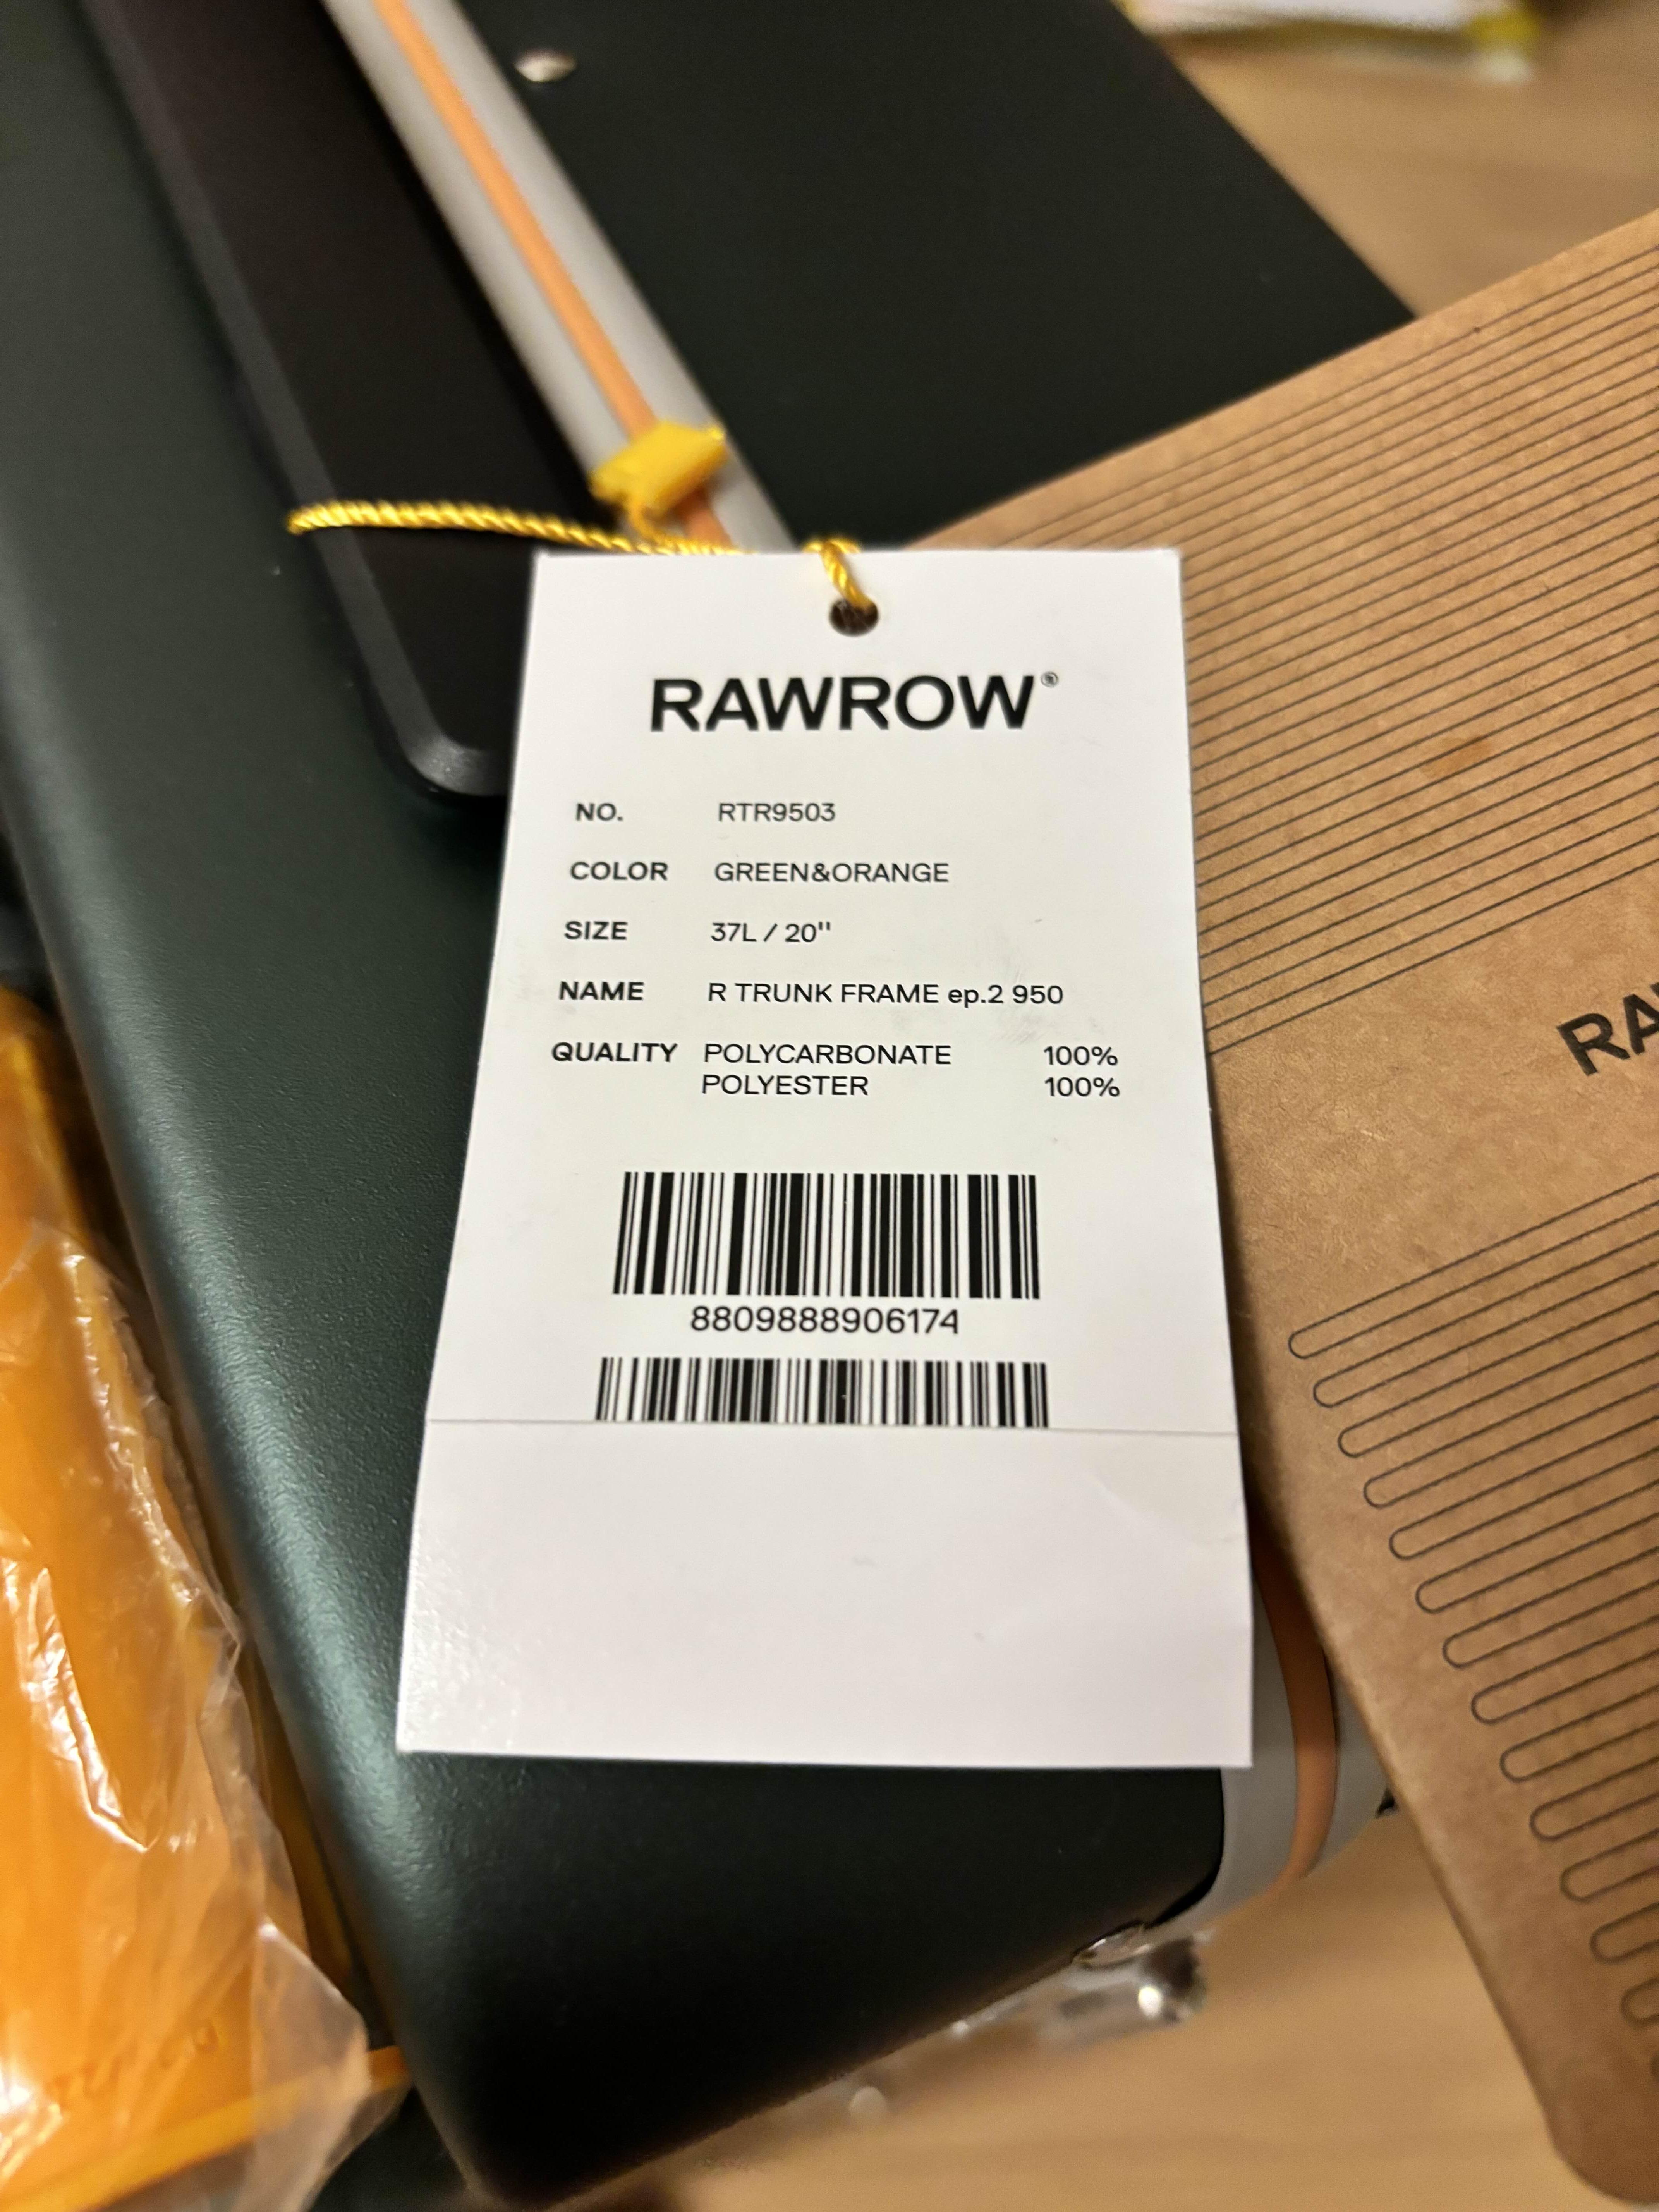 RAWROW®
NO. RTR9503
COLOR GREEN&ORANGE
SIZE 37L / 20"
NAME R TRUNK FRAME ep.2 950
QUALITY POLYCARBONATE 100%
POLYESTER 100%
8809888906174